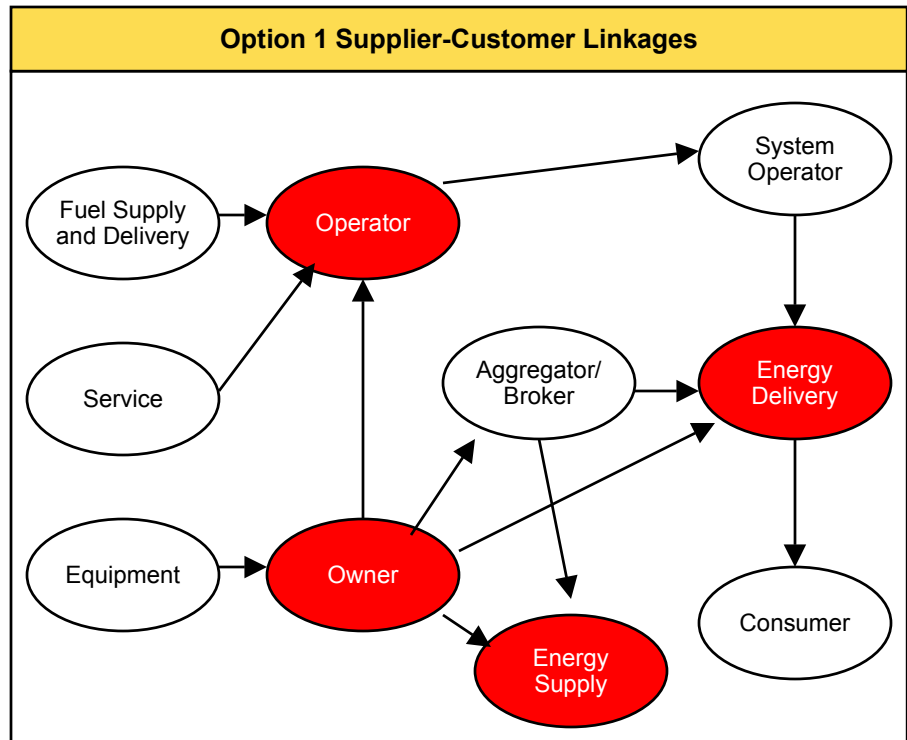 Option 1 Supplier-Customer Linkages
System
Operator
Fuel Supply
and Delivery
Operator
Aggregator/
Broker
Energy
Delivery
Service
Equipment
Owner
Consumer
Energy
Supply